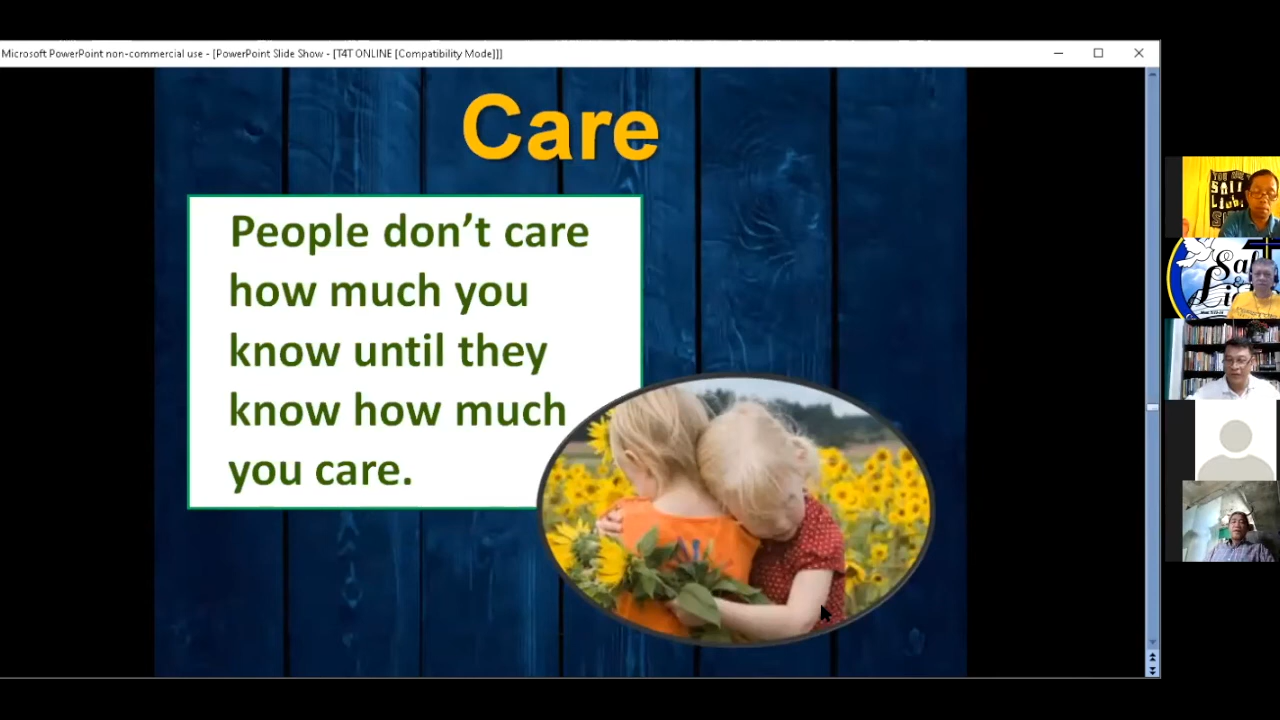 Microsoft PowerPoint non-commercial use - [PowerPoint Slide Show - [T4T ONLINE [Compatibility Mode]]]
Care
People don’t care
how much you
know until they
know how much
you care.